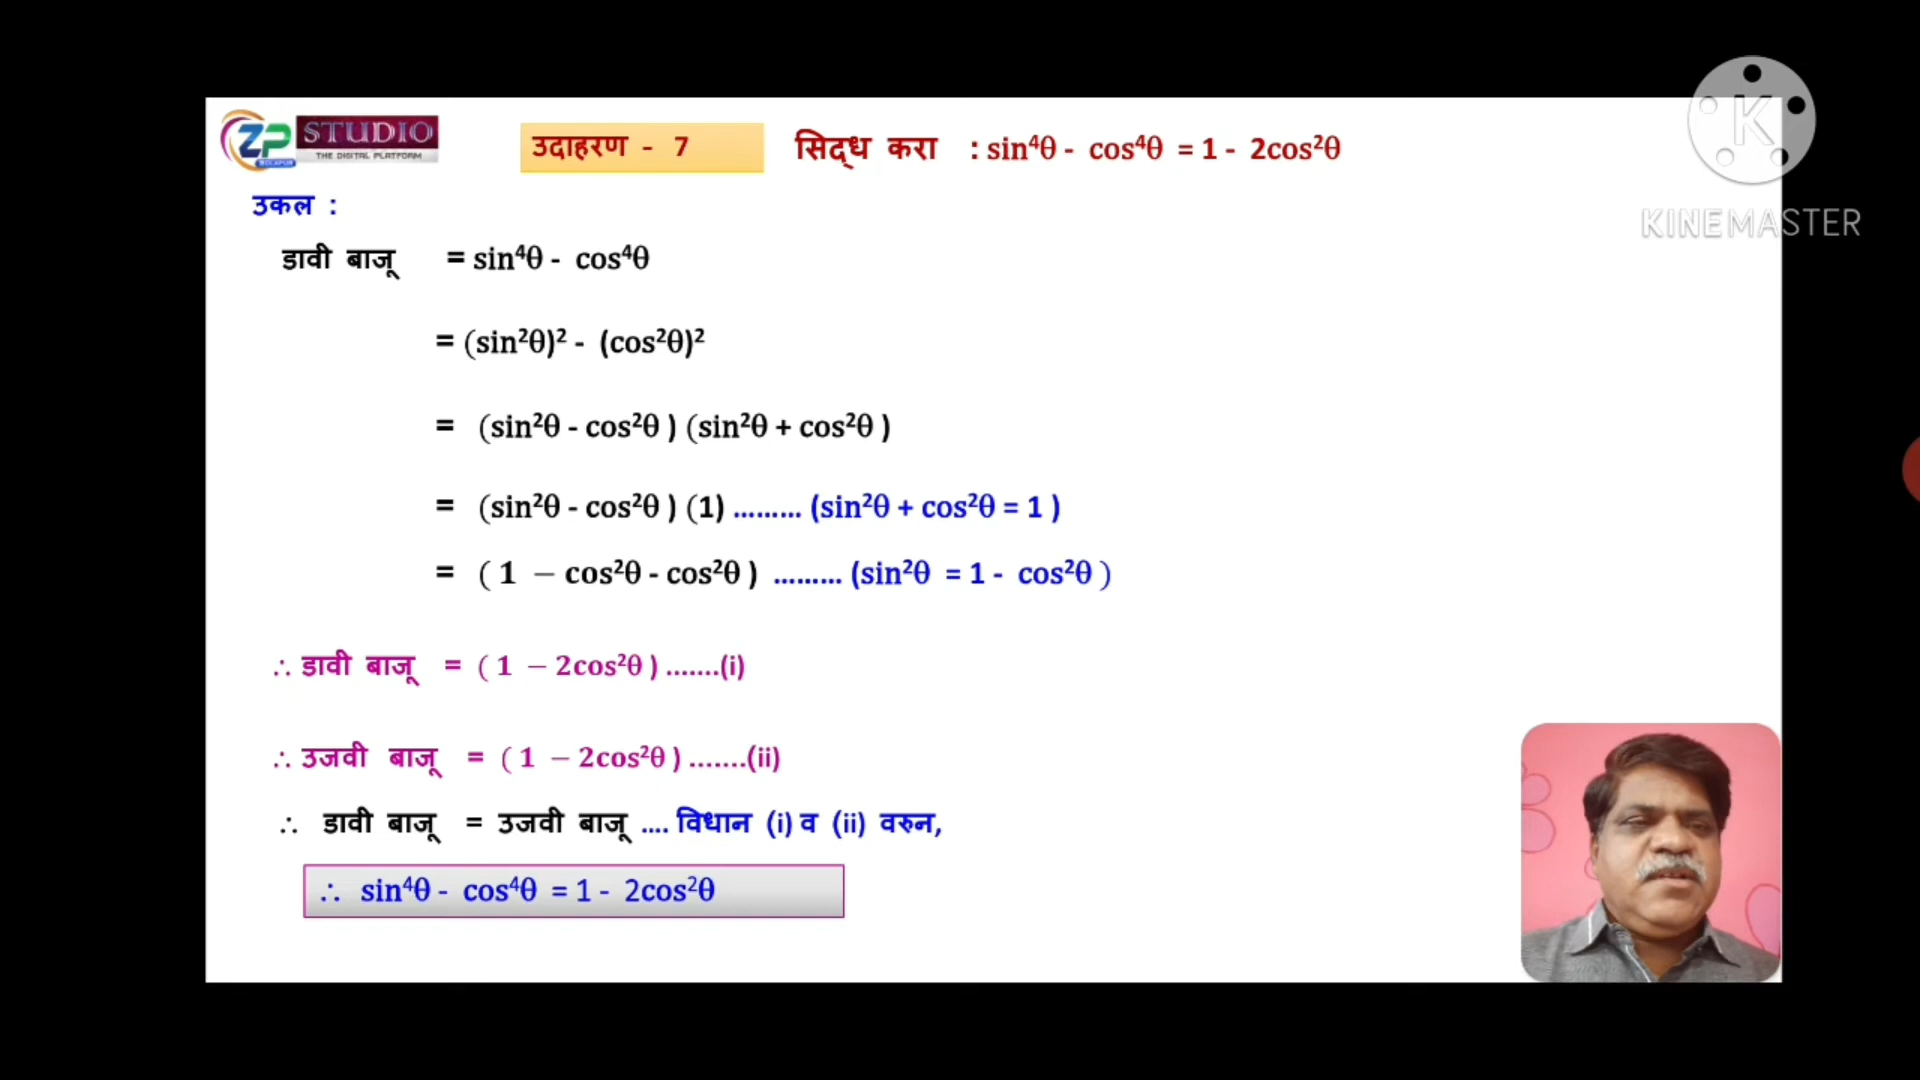 ZP STUDIO
SOLAPUR THE DIGITAL PLATFORM
उदाहरण - 7 सिद्ध करा : sin⁴θ - cos⁴θ = 1 - 2cos²θ
KINEMASTER
उकल :
डावी बाजू = sin⁴θ - cos⁴θ
= (sin²θ)² - (cos²θ)²
= (sin²θ - cos²θ ) (sin²θ + cos²θ )
= (sin²θ - cos²θ ) (1) ......... (sin²θ + cos²θ = 1 )
= ( 1 − cos²θ - cos²θ ) ......... (sin²θ = 1 - cos²θ )
∴ डावी बाजू = ( 1 − 2cos²θ ) .......(i)
∴ उजवी बाजू = ( 1 − 2cos²θ ) .......(ii)
∴ डावी बाजू = उजवी बाजू .... विधान (i) व (ii) वरुन,
∴ sin⁴θ - cos⁴θ = 1 - 2cos²θ